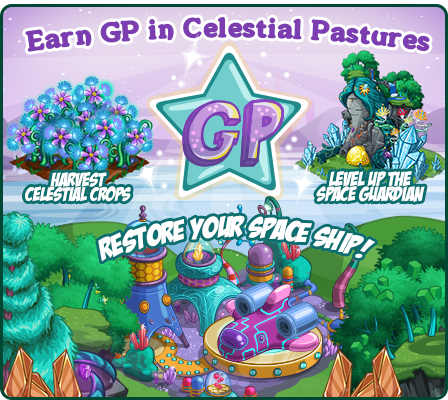 Earn GP in Celestial Pastures
GP
HARVEST
CELESTIAL CROPS
LEVEL UP THE
SPACE GUARDIAN
RESTORE YOUR SPACE SHIP!